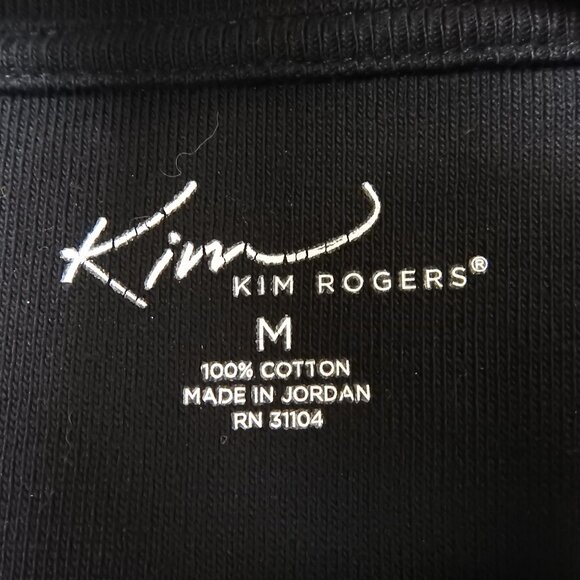 Kim
KIM ROGERS®
M
100% COTTON
MADE IN JORDAN
RN 31104